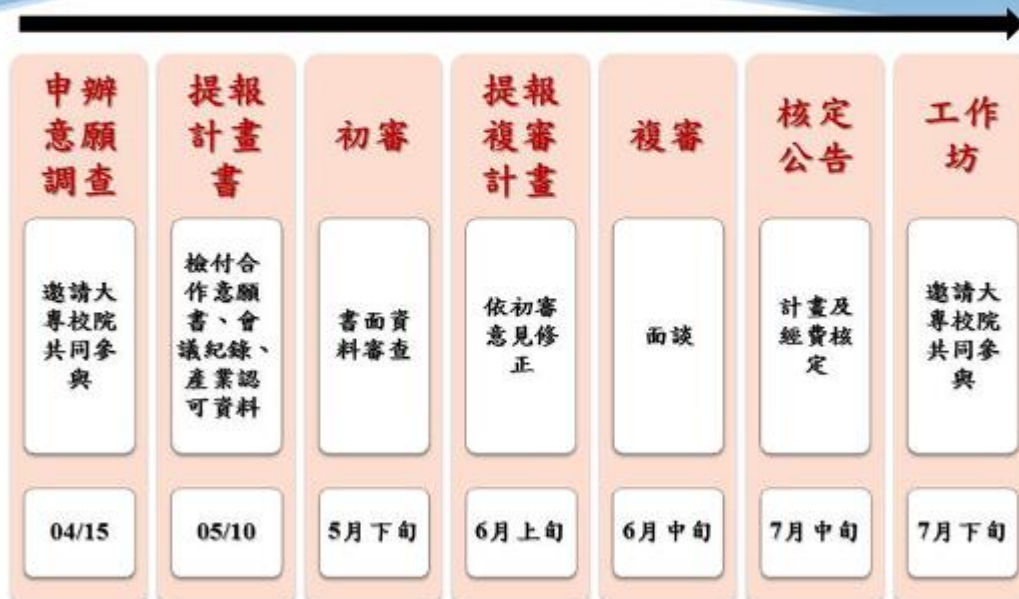 申辦
意願
調查
邀請大
專校院
共同參
與
04/15
提報
計畫
書
檢付合
作意願
書、會
議紀錄、
產業認
可資料
05/10
初審
書面資
料審查
5月下旬
提報
複審
計畫
依初審
意見修
正
6月上旬
複審
面談
6月中旬
核定
公告
計畫及
經費核
定
7月中旬
工作
坊
邀請大
專校院
共同參
與
7月下旬